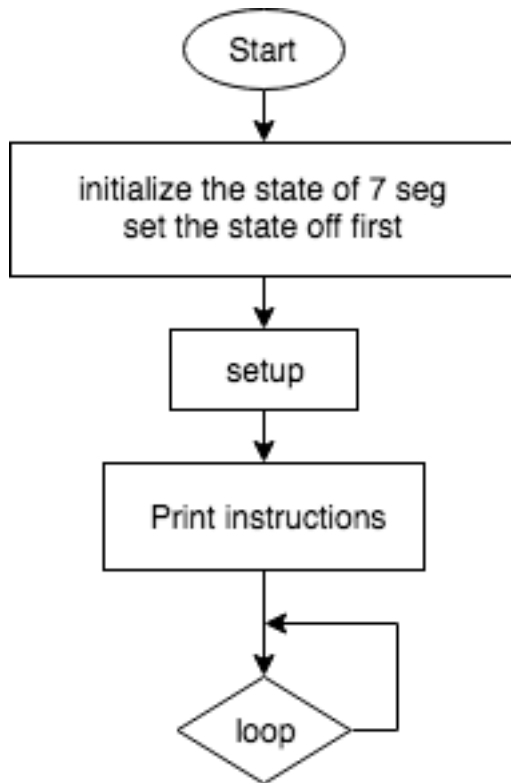 Start
initialize the state of 7 seg
set the state off first
setup
Print instructions
loop